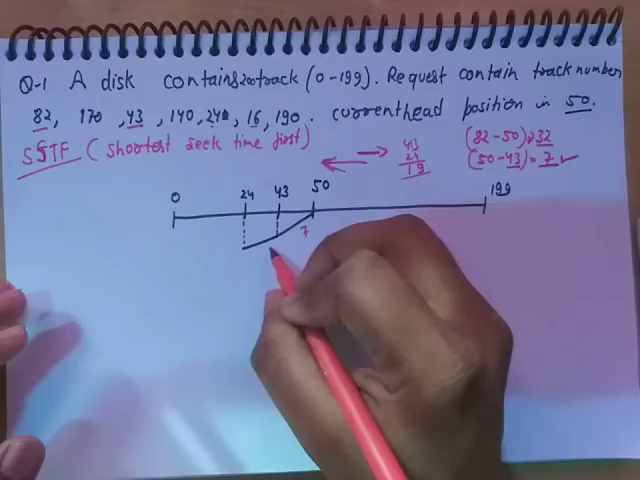 Q-1 A disk contains 200 track (0-199). Request contain track number
82, 170, 43, 140, 24, 16, 190. current head position in 50.
SSTF (shortest seek time first)
43
24
19
(82-50)=32
(50-43)=7 ✓
0 24 43 50 199
7